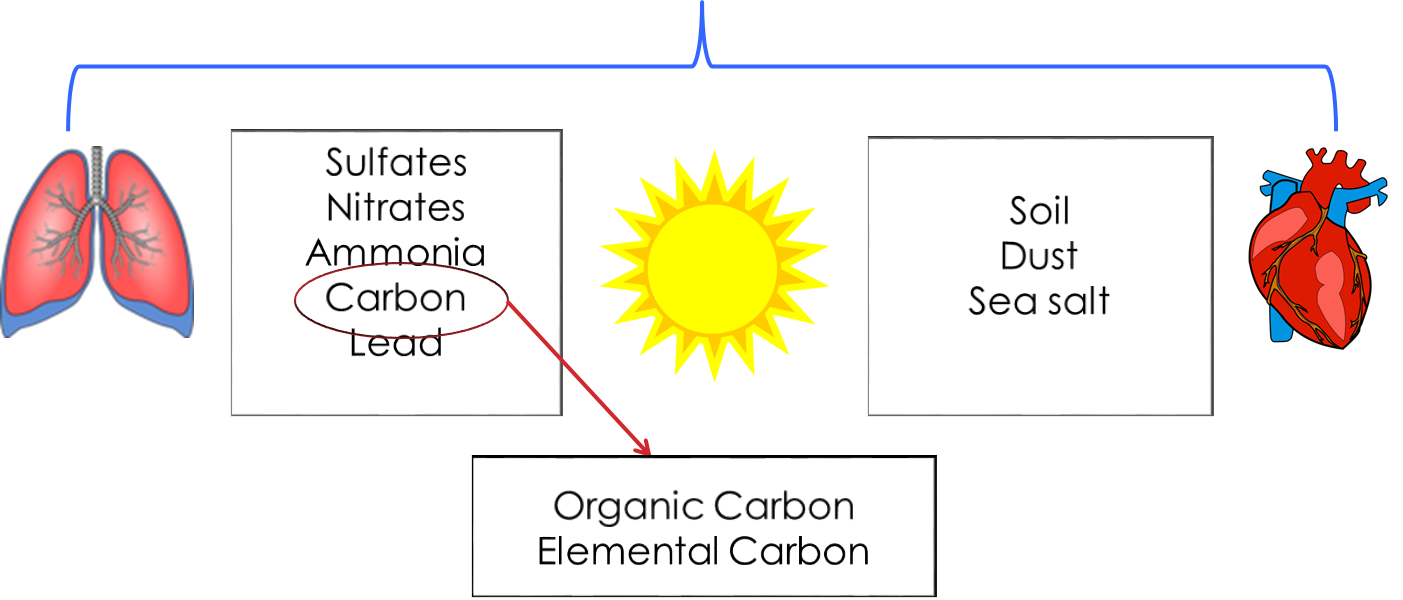 Sulfates
Nitrates
Ammonia
Carbon
Lead
Soil
Dust
Sea salt
Organic Carbon
Elemental Carbon